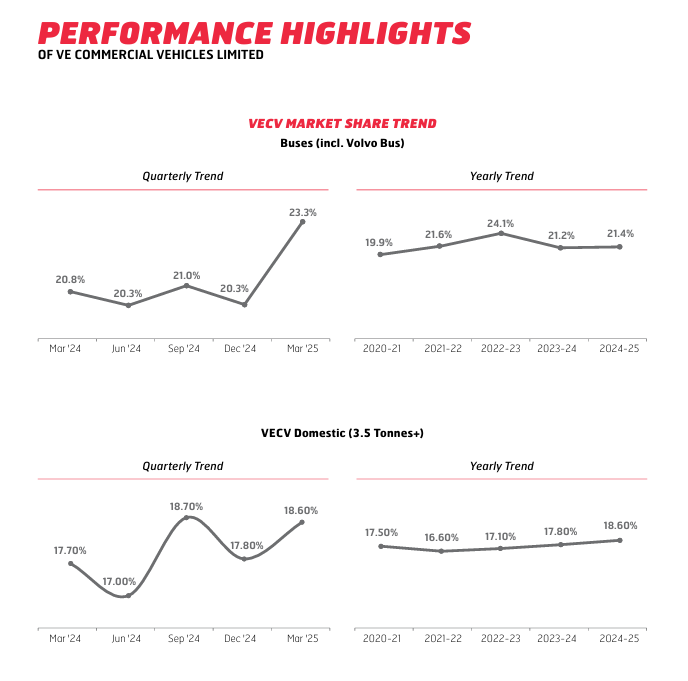 PERFORMANCE HIGHLIGHTS
OF VE COMMERCIAL VEHICLES LIMITED
VECV MARKET SHARE TREND
Buses (incl. Volvo Bus)
Quarterly Trend
20.8%
20.3%
21.0%
20.3%
23.3%
Mar '24
Jun '24
Sep '24
Dec '24
Mar '25
Yearly Trend
19.9%
21.6%
24.1%
21.2%
21.4%
2020-21
2021-22
2022-23
2023-24
2024-25
VECV Domestic (3.5 Tonnes+)
Quarterly Trend
17.70%
17.00%
18.70%
17.80%
18.60%
Mar '24
Jun '24
Sep '24
Dec '24
Mar '25
Yearly Trend
17.50%
16.60%
17.10%
17.80%
18.60%
2020-21
2021-22
2022-23
2023-24
2024-25